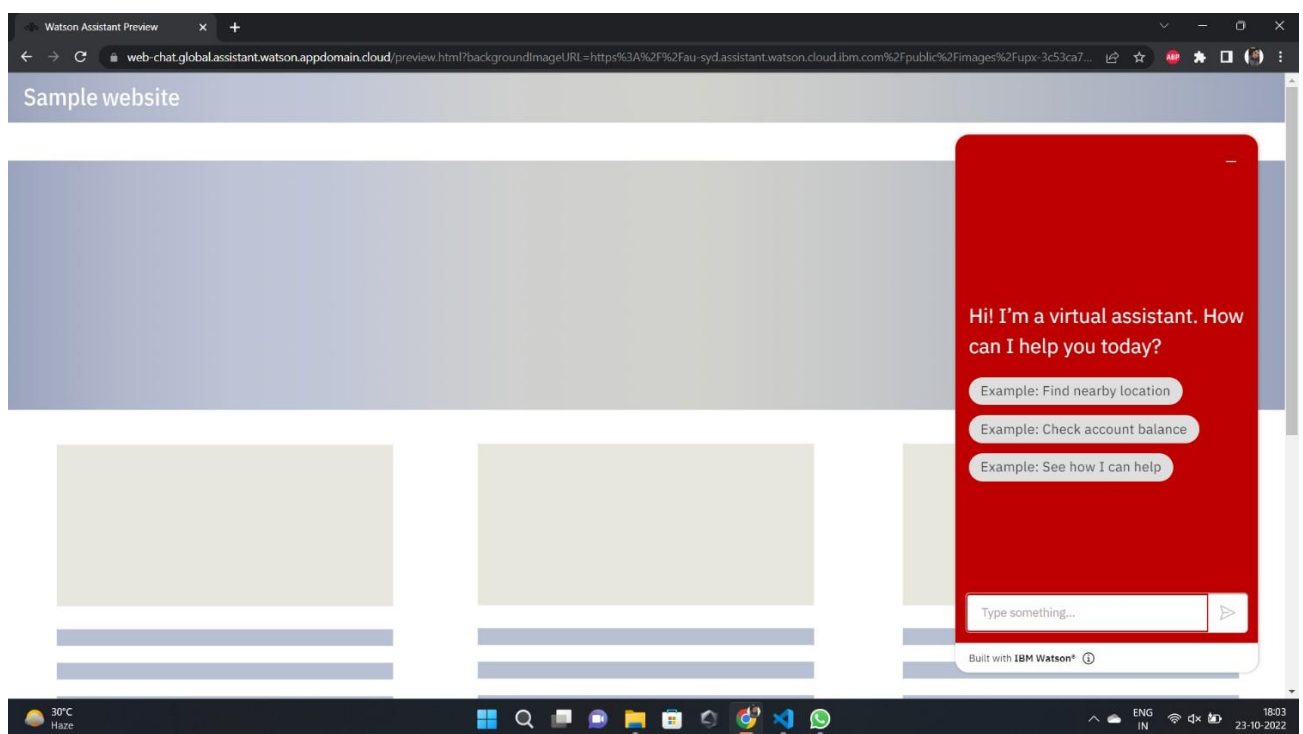 Watson Assistant Preview
web-chat.global.assistant.watson.appdomain.cloud/preview.html?backgroundImageURL=https%3A%2F%2Fau-syd.assistant.watson.cloud.ibm.com%2Fpublic%2Fimages%2Fupx-3c53ca7...
ABP
Sample website
Hi! I'm a virtual assistant. How
can I help you today?
Example: Find nearby location
Example: Check account balance
Example: See how I can help
Type something...
Built with IBM Watson®
30°C
Haze
ENG
IN
18:03
23-10-2022